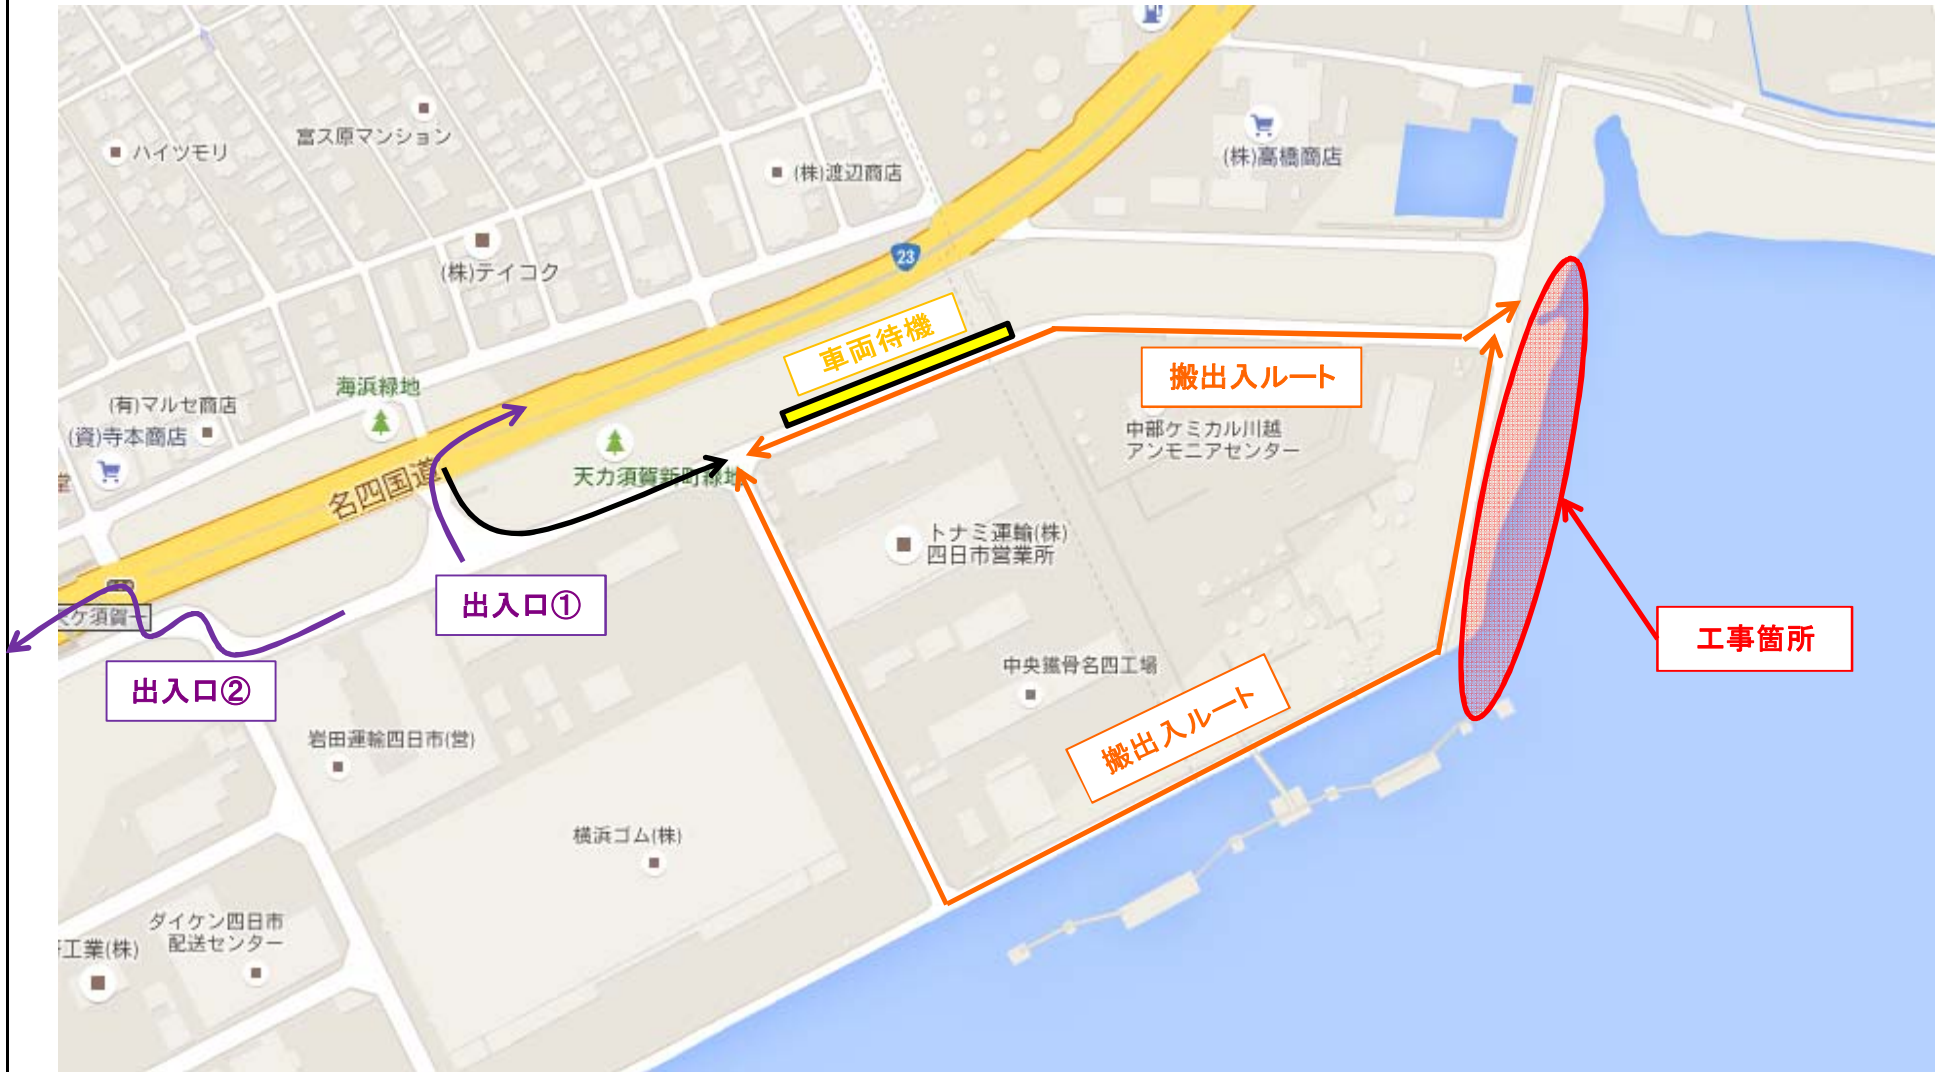 富ス原マンション
ハイツモリ
(株)渡辺商店
(株)高橋商店
(株)テイコク
23
車両待機
搬出入ルート
海浜緑地
(有)マルセ商店
(資)寺本商店
堂
名四国道
天力須賀新町緑地
中部ケミカル川越
アンモニアセンター
トナミ運輸(株)
四日市営業所
出入口①
ケ須賀一
工事箇所
出入口②
中央鐵骨名四工場
搬出入ルート
岩田運輸四日市(営)
横浜ゴム(株)
ダイケン四日市
配送センター
工業(株)